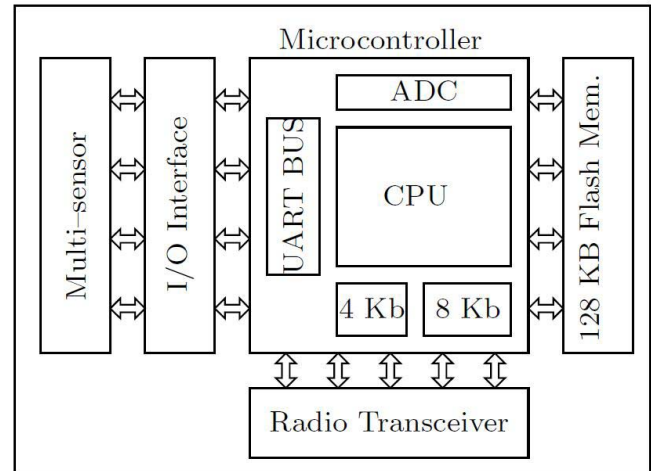 Microcontroller
Multi–sensor
I/O Interface
UART BUS
ADC
CPU
4 Kb
8 Kb
128 KB Flash Mem.
Radio Transceiver